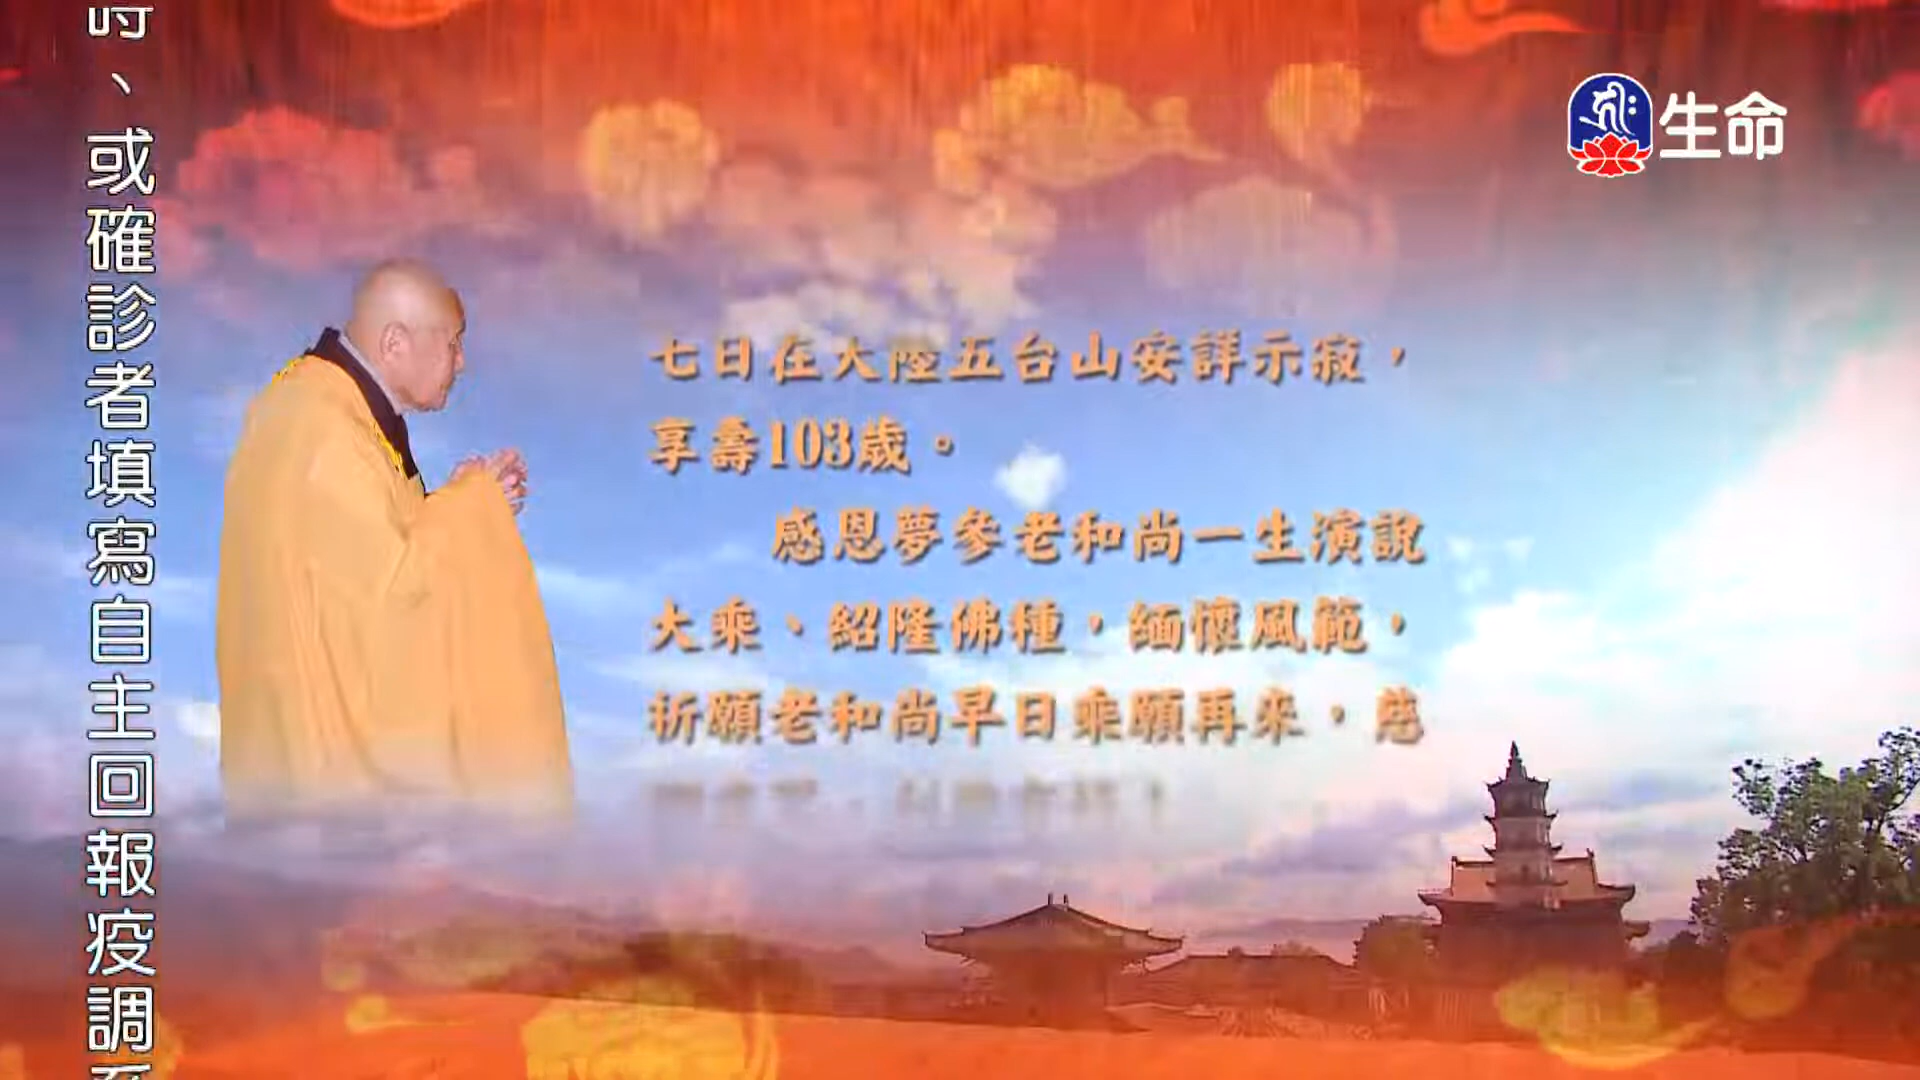 時、或確診者填寫自主回報疫調系
生命
七日在大陸五台山安詳示寂，
享壽103歲。
感恩夢參老和尚一生演說
大乘、紹隆佛種，緬懷風範，
祈願老和尚早日乘願再來，慈